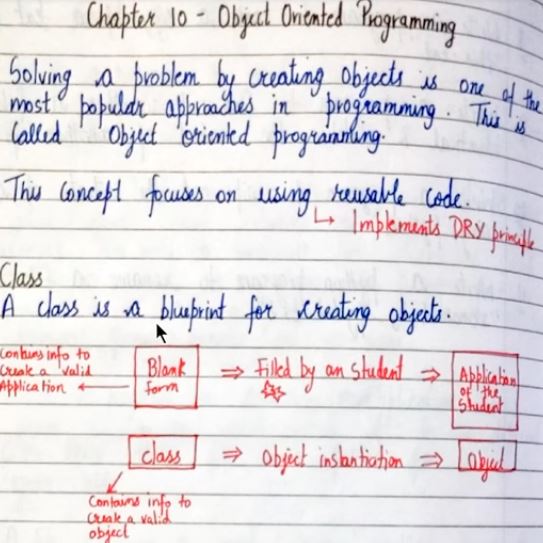 Chapter 10 - Object Oriented Programming
Solving a problem by creating objects is one of the
most popular approaches in programming. This is
called Object oriented programming.
This concept focuses on using reusable code.
↳ Implements DRY principle
Class
A class is a blueprint for creating objects.
Contains info to
create a valid
Application ← Blank
form ⇒ Filled by an Student ⇒ Application
of the
Student
class ⇒ Object instantiation ⇒ Object
Contains info to
create a valid
object